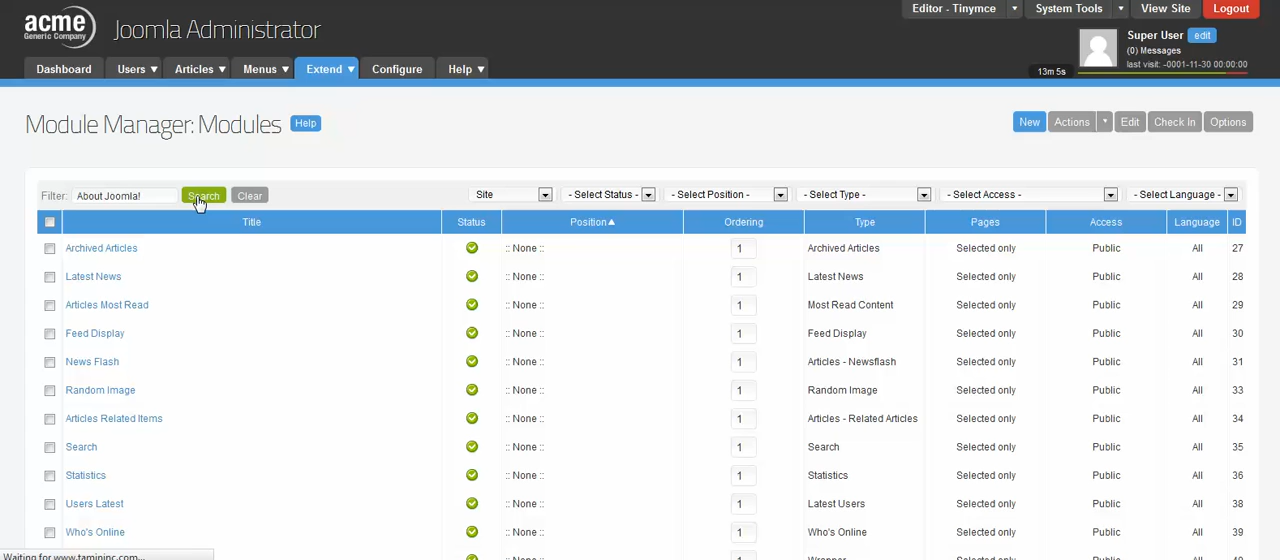 Editor - Tinymce System Tools View Site Logout
acme
Generic Company
Joomla Administrator
Super User edit
(0) Messages
last visit: -0001-11-30 00:00:00
13m 5s
Dashboard Users Articles Menus Extend Configure Help
Module Manager: Modules Help
New Actions Edit Check In Options
Filter: About Joomla! Search Clear Site - Select Status - - Select Position - - Select Type - - Select Access - - Select Language -
Title Status Position Ordering Type Pages Access Language ID
Archived Articles :: None :: 1 Archived Articles Selected only Public All 27
Latest News :: None :: 1 Latest News Selected only Public All 28
Articles Most Read :: None :: 1 Most Read Content Selected only Public All 29
Feed Display :: None :: 1 Feed Display Selected only Public All 30
News Flash :: None :: 1 Articles - Newsflash Selected only Public All 31
Random Image :: None :: 1 Random Image Selected only Public All 33
Articles Related Items :: None :: 1 Articles - Related Articles Selected only Public All 34
Search :: None :: 1 Search Selected only Public All 35
Statistics :: None :: 1 Statistics Selected only Public All 36
Users Latest :: None :: 1 Latest Users Selected only Public All 38
Who's Online :: None :: 1 Who's Online Selected only Public All 39
Waiting for www.tamininc.com...